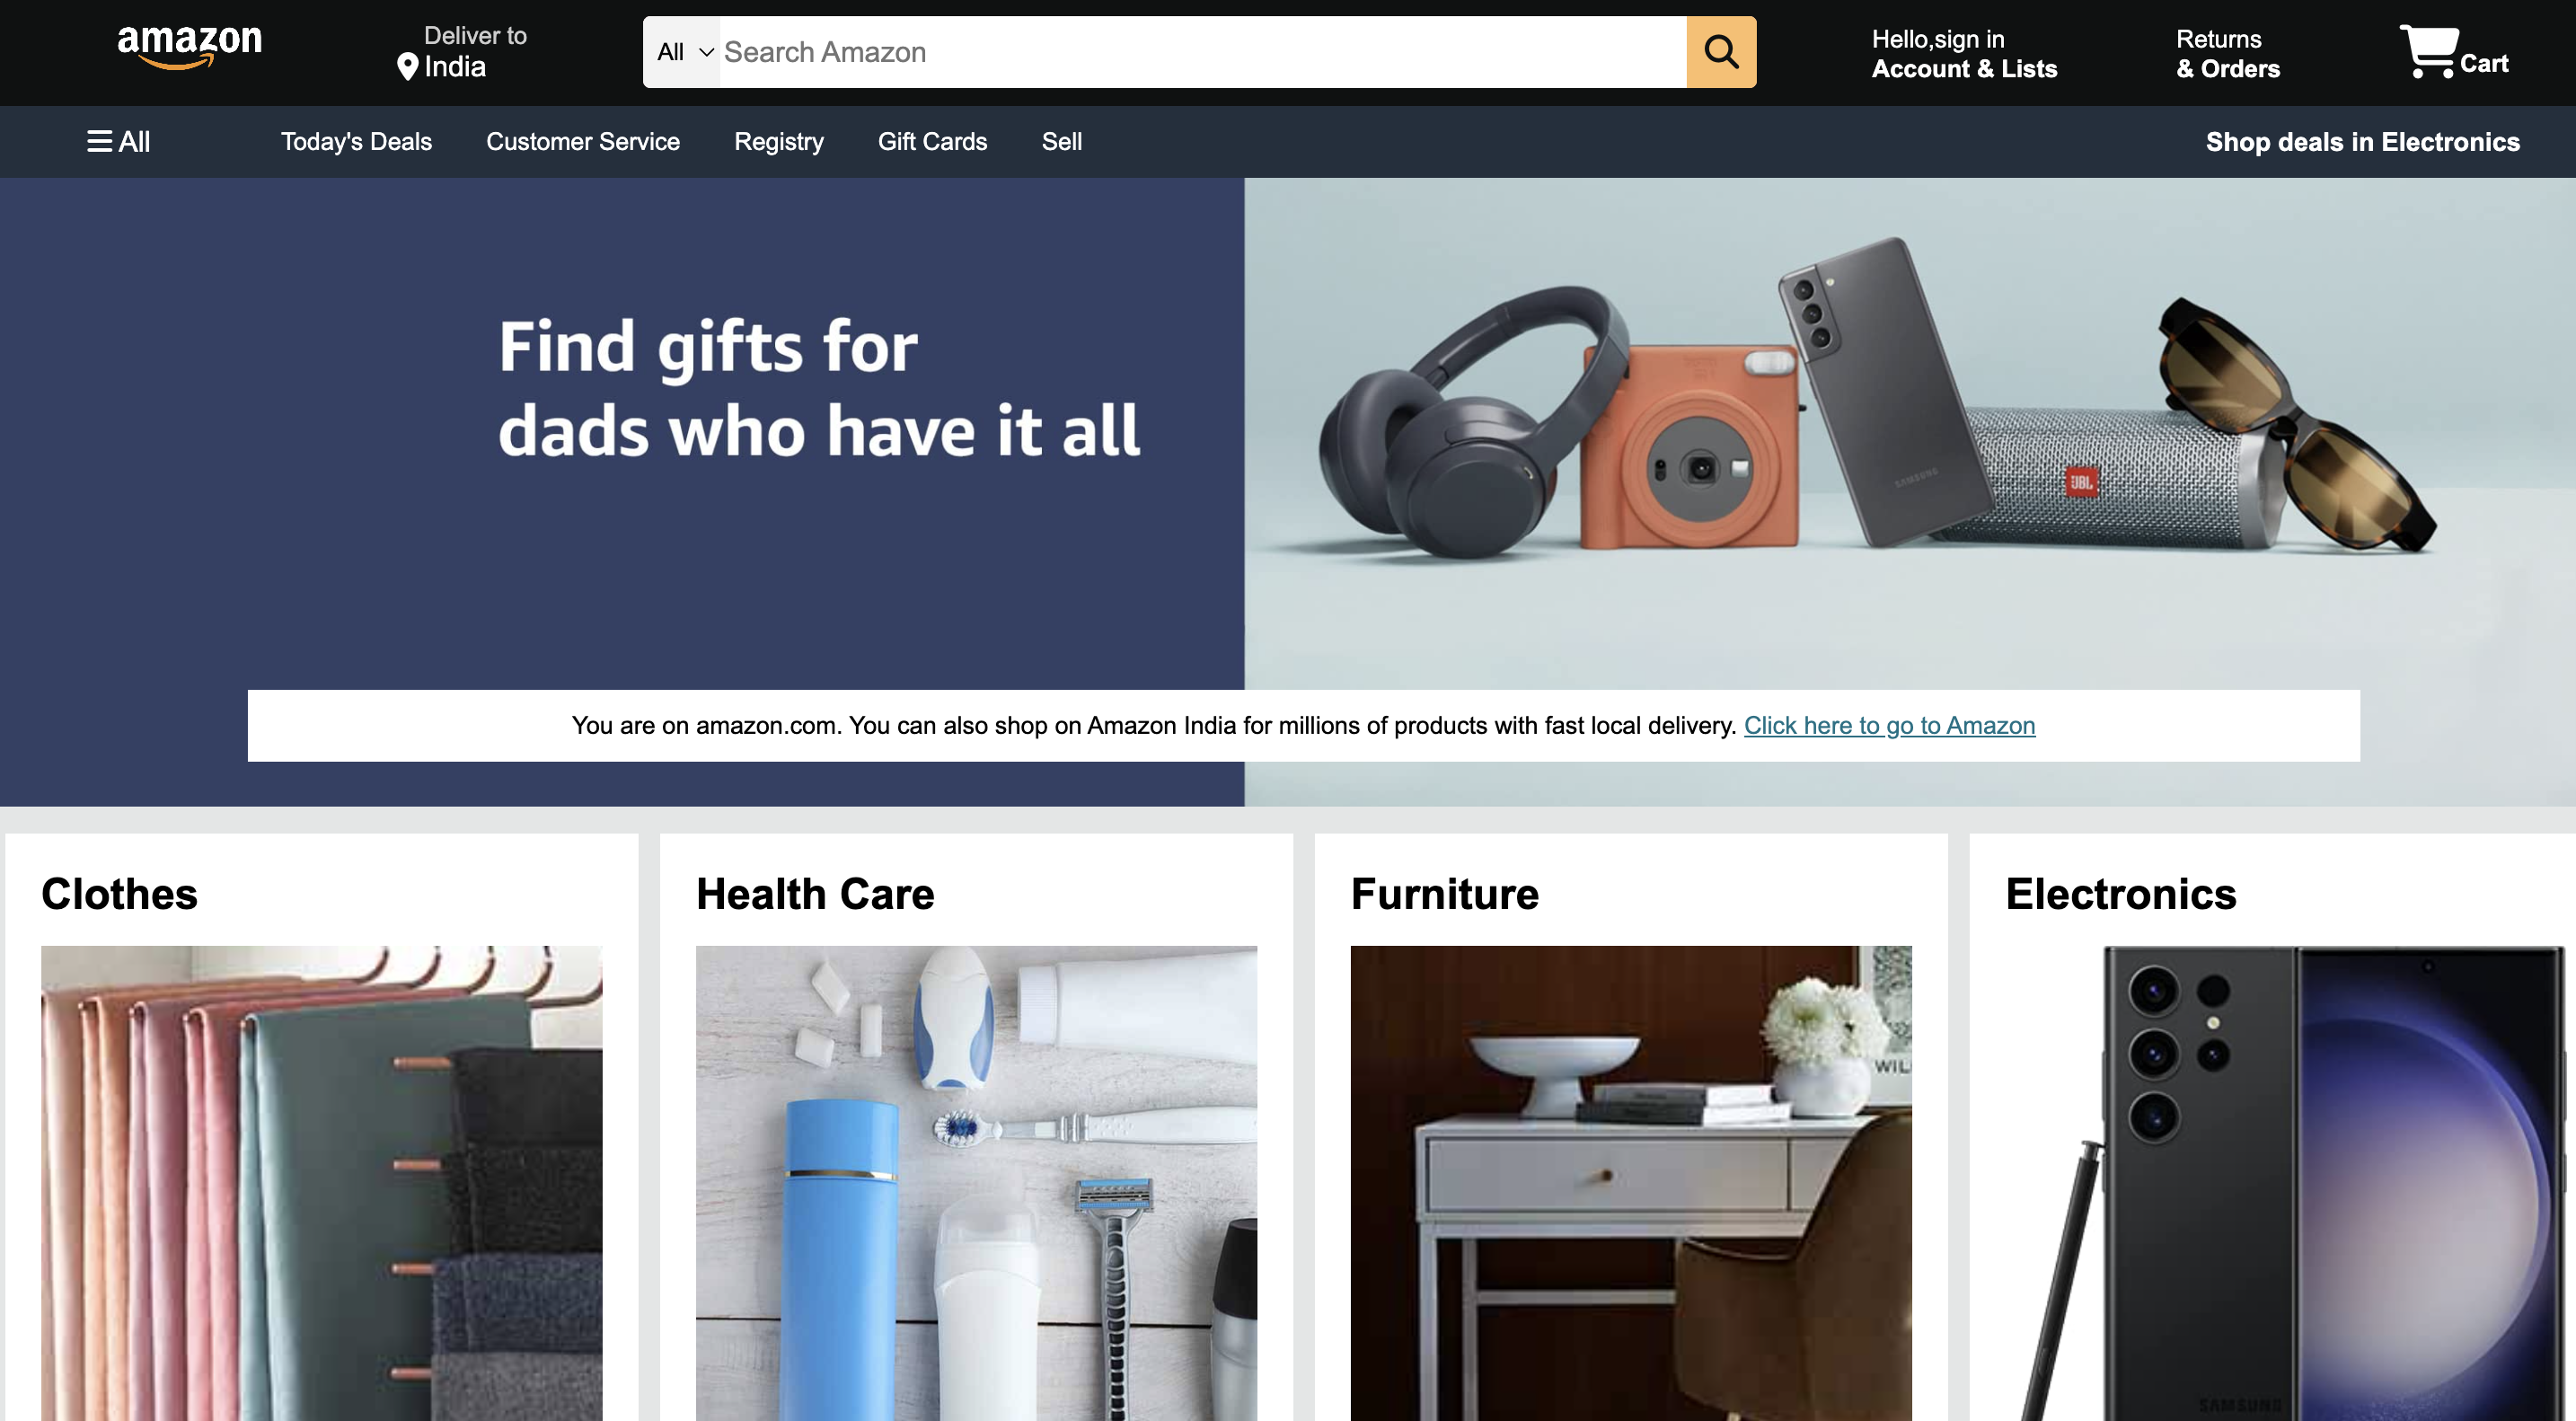 amazon
Deliver to
India
All
Search Amazon
Hello,sign in
Account & Lists
Returns
& Orders
Cart
All
Today's Deals
Customer Service
Registry
Gift Cards
Sell
Shop deals in Electronics
Find gifts for
dads who have it all
SAMSUNG
JBL
You are on amazon.com. You can also shop on Amazon India for millions of products with fast local delivery. Click here to go to Amazon
Clothes
Health Care
Furniture
Electronics
WIL
SAMSUNG